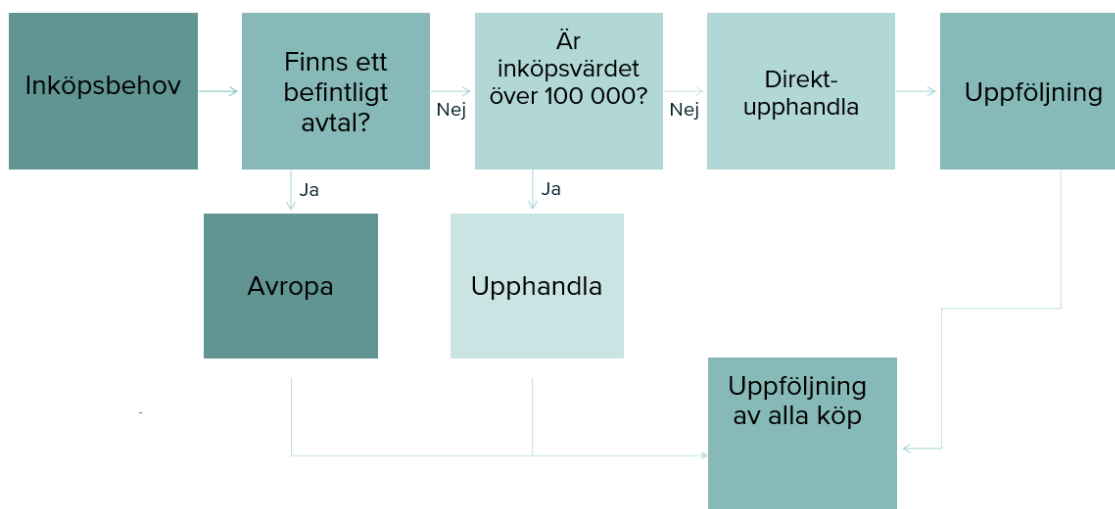 Inköpsbehov
Finns ett
befintligt
avtal?
Nej
Är
inköpsvärdet
över 100 000?
Nej
Direkt-
upphandla
Uppföljning
Ja
Ja
Avropa
Upphandla
Uppföljning
av alla köp